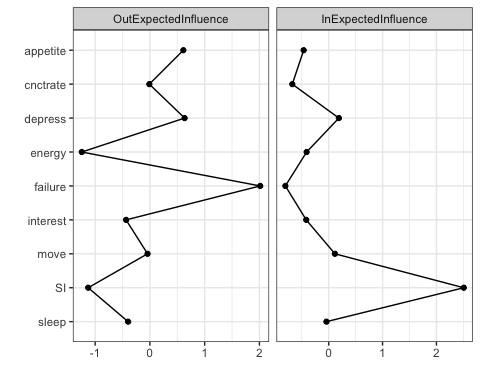 OutExpectedInfluence InExpectedInfluence
appetite
cnctrate
depress
energy
failure
interest
move
SI
sleep
-1 0 1 2 0 1 2